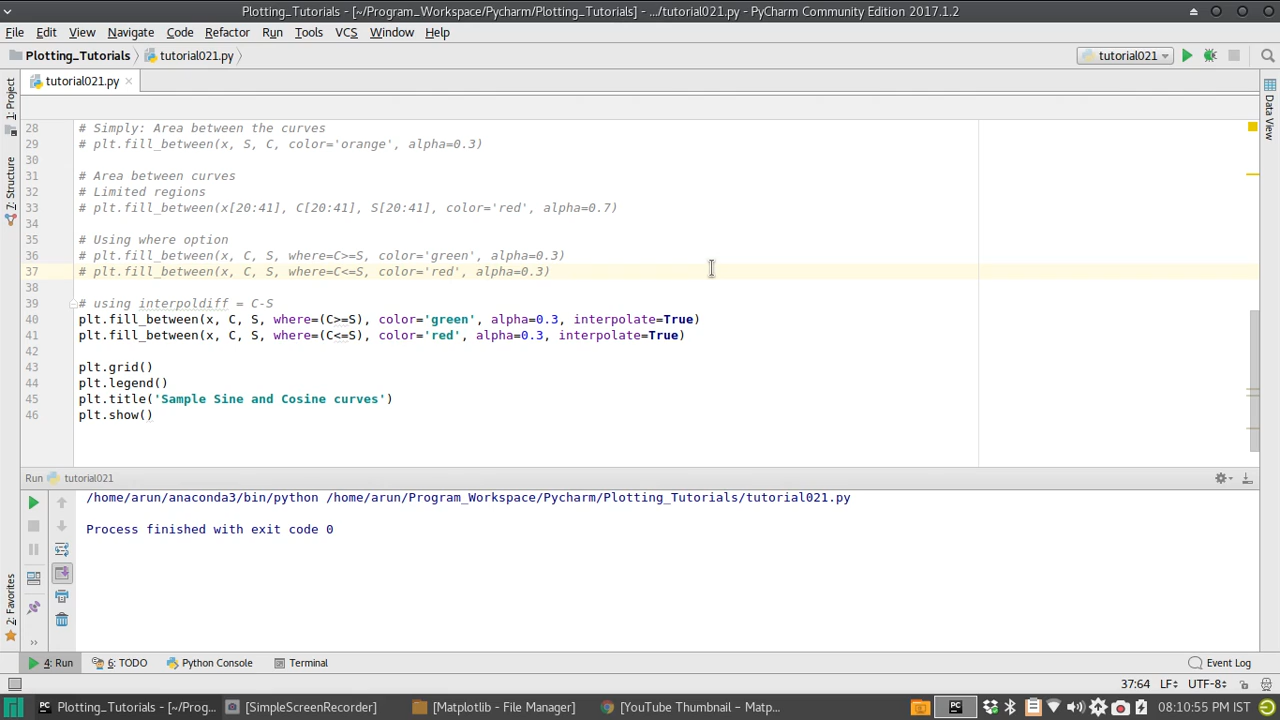 Plotting_Tutorials - [~/Program_Workspace/Pycharm/Plotting_Tutorials] - .../tutorial021.py - PyCharm Community Edition 2017.1.2
File Edit View Navigate Code Refactor Run Tools VCS Window Help
Plotting_Tutorials tutorial021.py tutorial021
tutorial021.py
1: Project
7: Structure
2: Favorites
Data View
28 # Simply: Area between the curves
29 # plt.fill_between(x, S, C, color='orange', alpha=0.3)
30
31 # Area between curves
32 # Limited regions
33 # plt.fill_between(x[20:41], C[20:41], S[20:41], color='red', alpha=0.7)
34
35 # Using where option
36 # plt.fill_between(x, C, S, where=C>=S, color='green', alpha=0.3)
37 # plt.fill_between(x, C, S, where=C<=S, color='red', alpha=0.3)
38
39 # using interpoldiff = C-S
40 plt.fill_between(x, C, S, where=(C>=S), color='green', alpha=0.3, interpolate=True)
41 plt.fill_between(x, C, S, where=(C<=S), color='red', alpha=0.3, interpolate=True)
42
43 plt.grid()
44 plt.legend()
45 plt.title('Sample Sine and Cosine curves')
46 plt.show()
Run tutorial021
/home/arun/anaconda3/bin/python /home/arun/Program_Workspace/Pycharm/Plotting_Tutorials/tutorial021.py
Process finished with exit code 0
4: Run 6: TODO Python Console Terminal Event Log
37:64 LF UTF-8
Plotting_Tutorials - [~/Prog... [SimpleScreenRecorder] [Matplotlib - File Manager] [YouTube Thumbnail – Matp... 08:10:55 PM IST